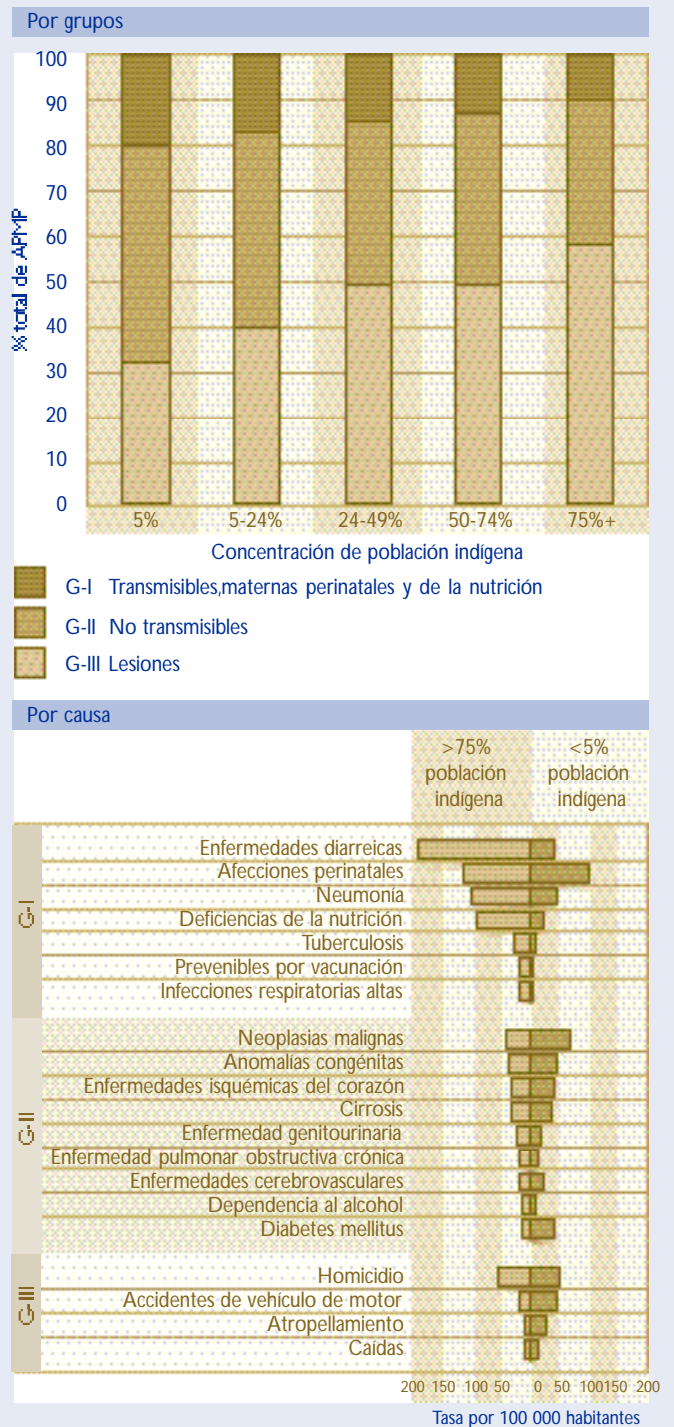 Por grupos
% total de APMP
100
90
80
70
60
50
40
30
20
10
0
5% 5-24% 24-49% 50-74% 75%+
Concentración de población indígena
G-I Transmisibles,maternas perinatales y de la nutrición
G-II No transmisibles
G-III Lesiones
Por causa
>75% <5%
población población
indígena indígena
G-I
Enfermedades diarreicas
Afecciones perinatales
Neumonía
Deficiencias de la nutrición
Tuberculosis
Prevenibles por vacunación
Infecciones respiratorias altas
G-II
Neoplasias malignas
Anomalías congénitas
Enfermedades isquémicas del corazón
Cirrosis
Enfermedad genitourinaria
Enfermedad pulmonar obstructiva crónica
Enfermedades cerebrovasculares
Dependencia al alcohol
Diabetes mellitus
G-III
Homicidio
Accidentes de vehículo de motor
Atropellamiento
Caídas
200 150 100 50 0 50 100 150 200
Tasa por 100 000 habitantes